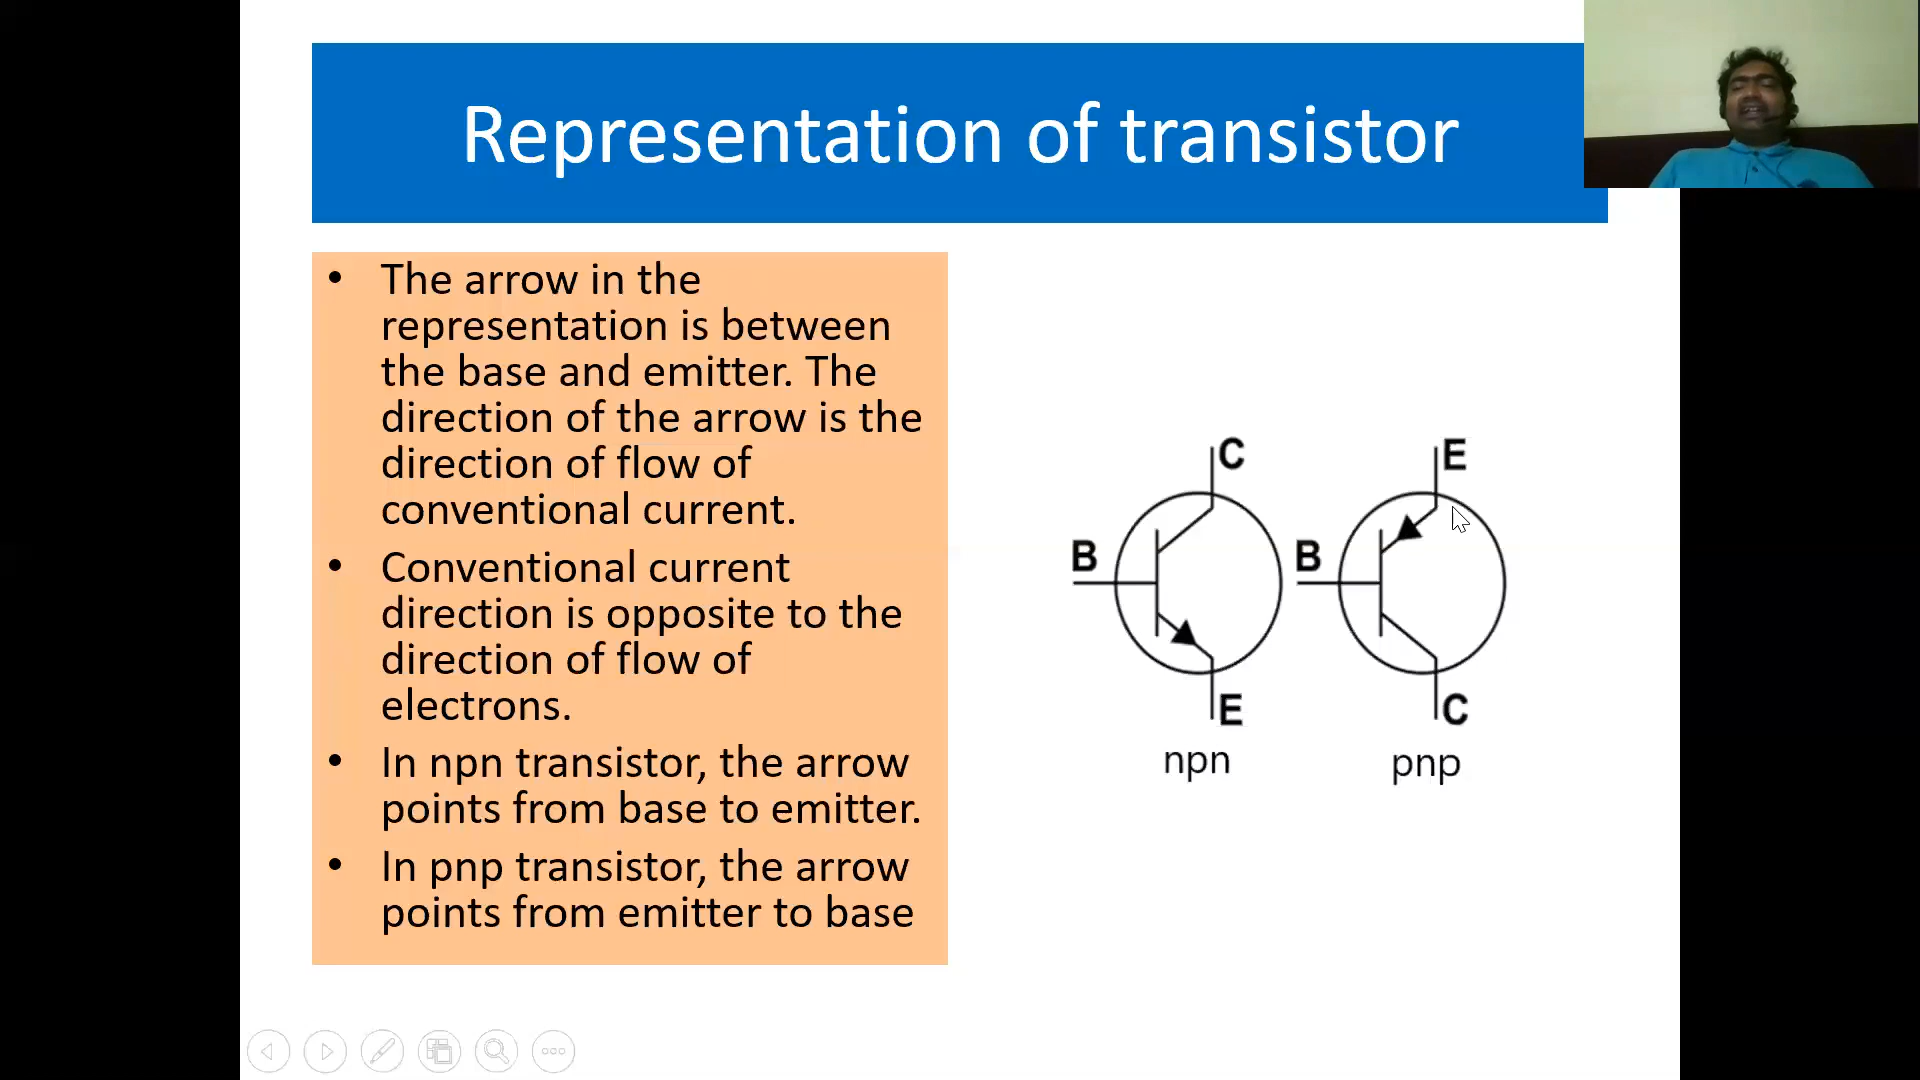 Representation of transistor
• The arrow in the
representation is between
the base and emitter. The
direction of the arrow is the
direction of flow of
conventional current.
• Conventional current
direction is opposite to the
direction of flow of
electrons.
• In npn transistor, the arrow
points from base to emitter.
• In pnp transistor, the arrow
points from emitter to base
C
B
E
npn
E
B
C
pnp